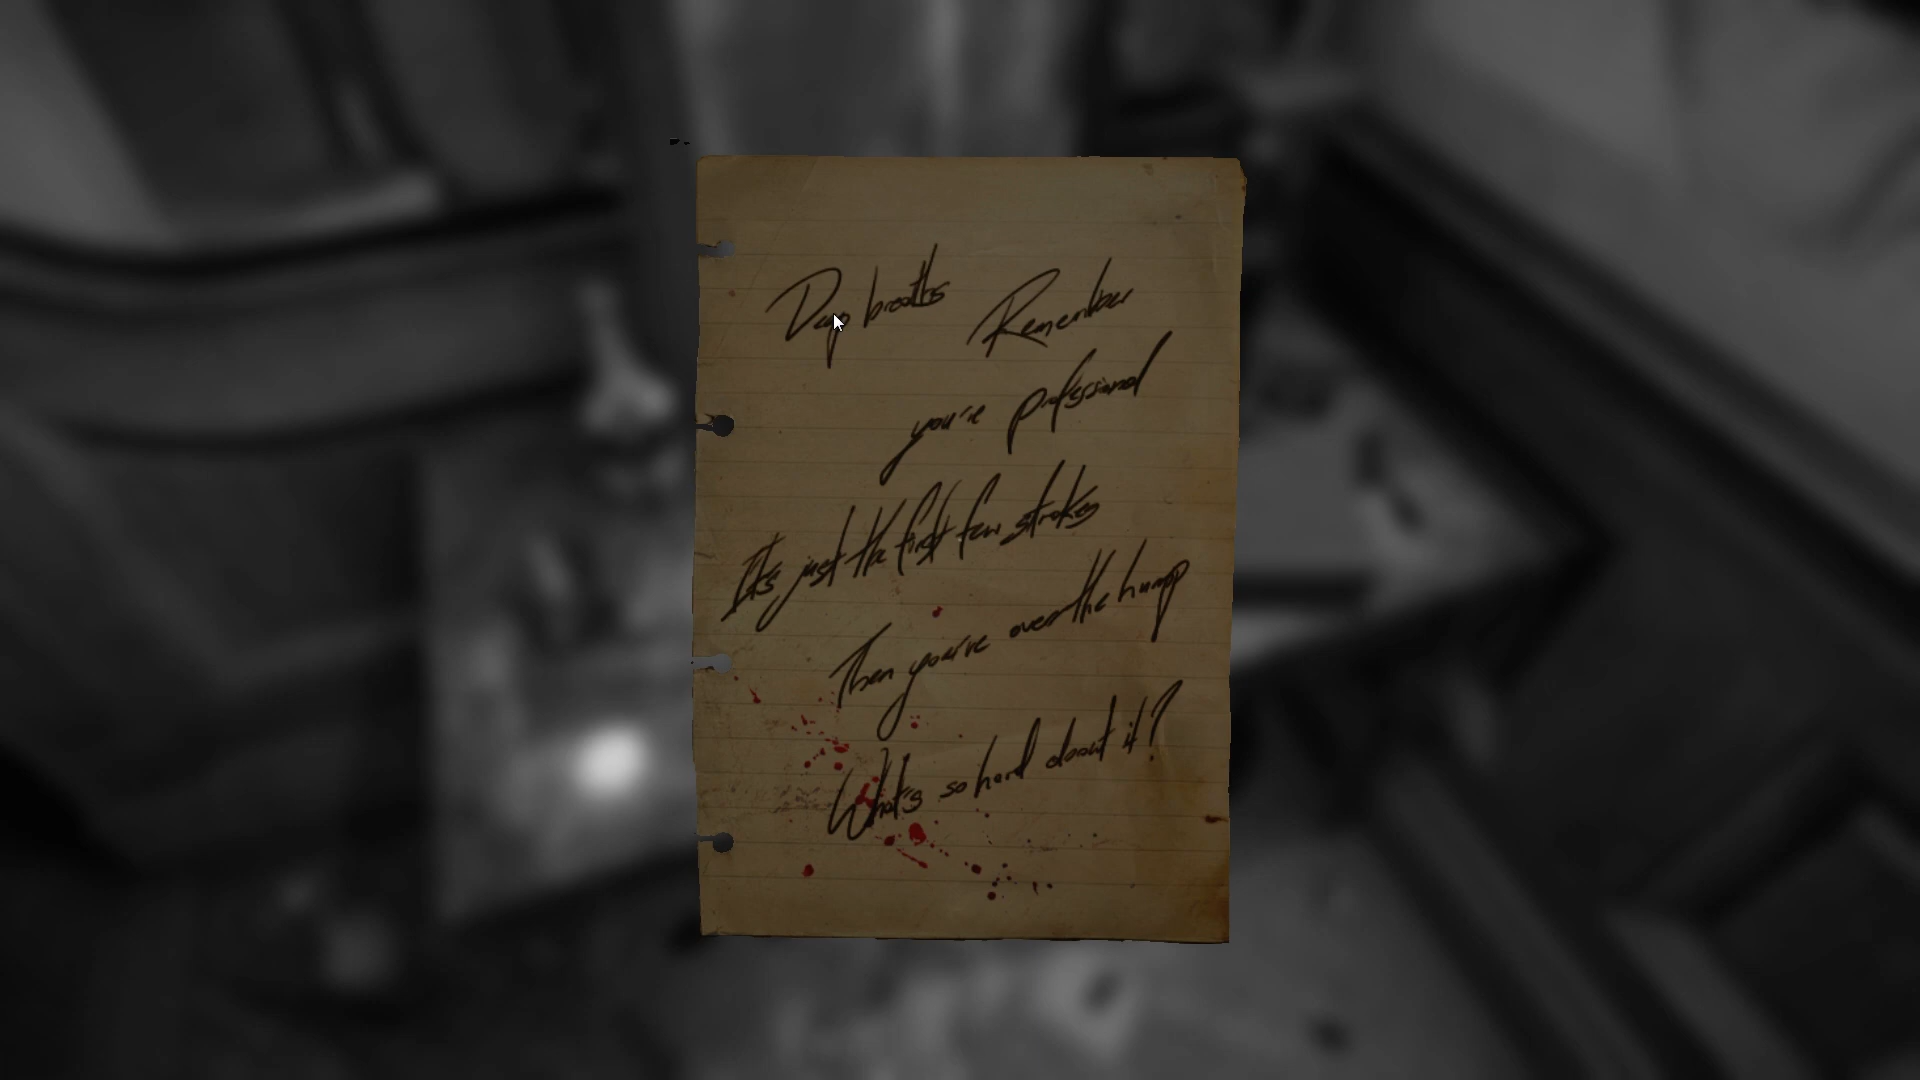 Deep breaths Remember
you're professional
It's just the first few strokes
Then you're over the hump
What's so hard about it?